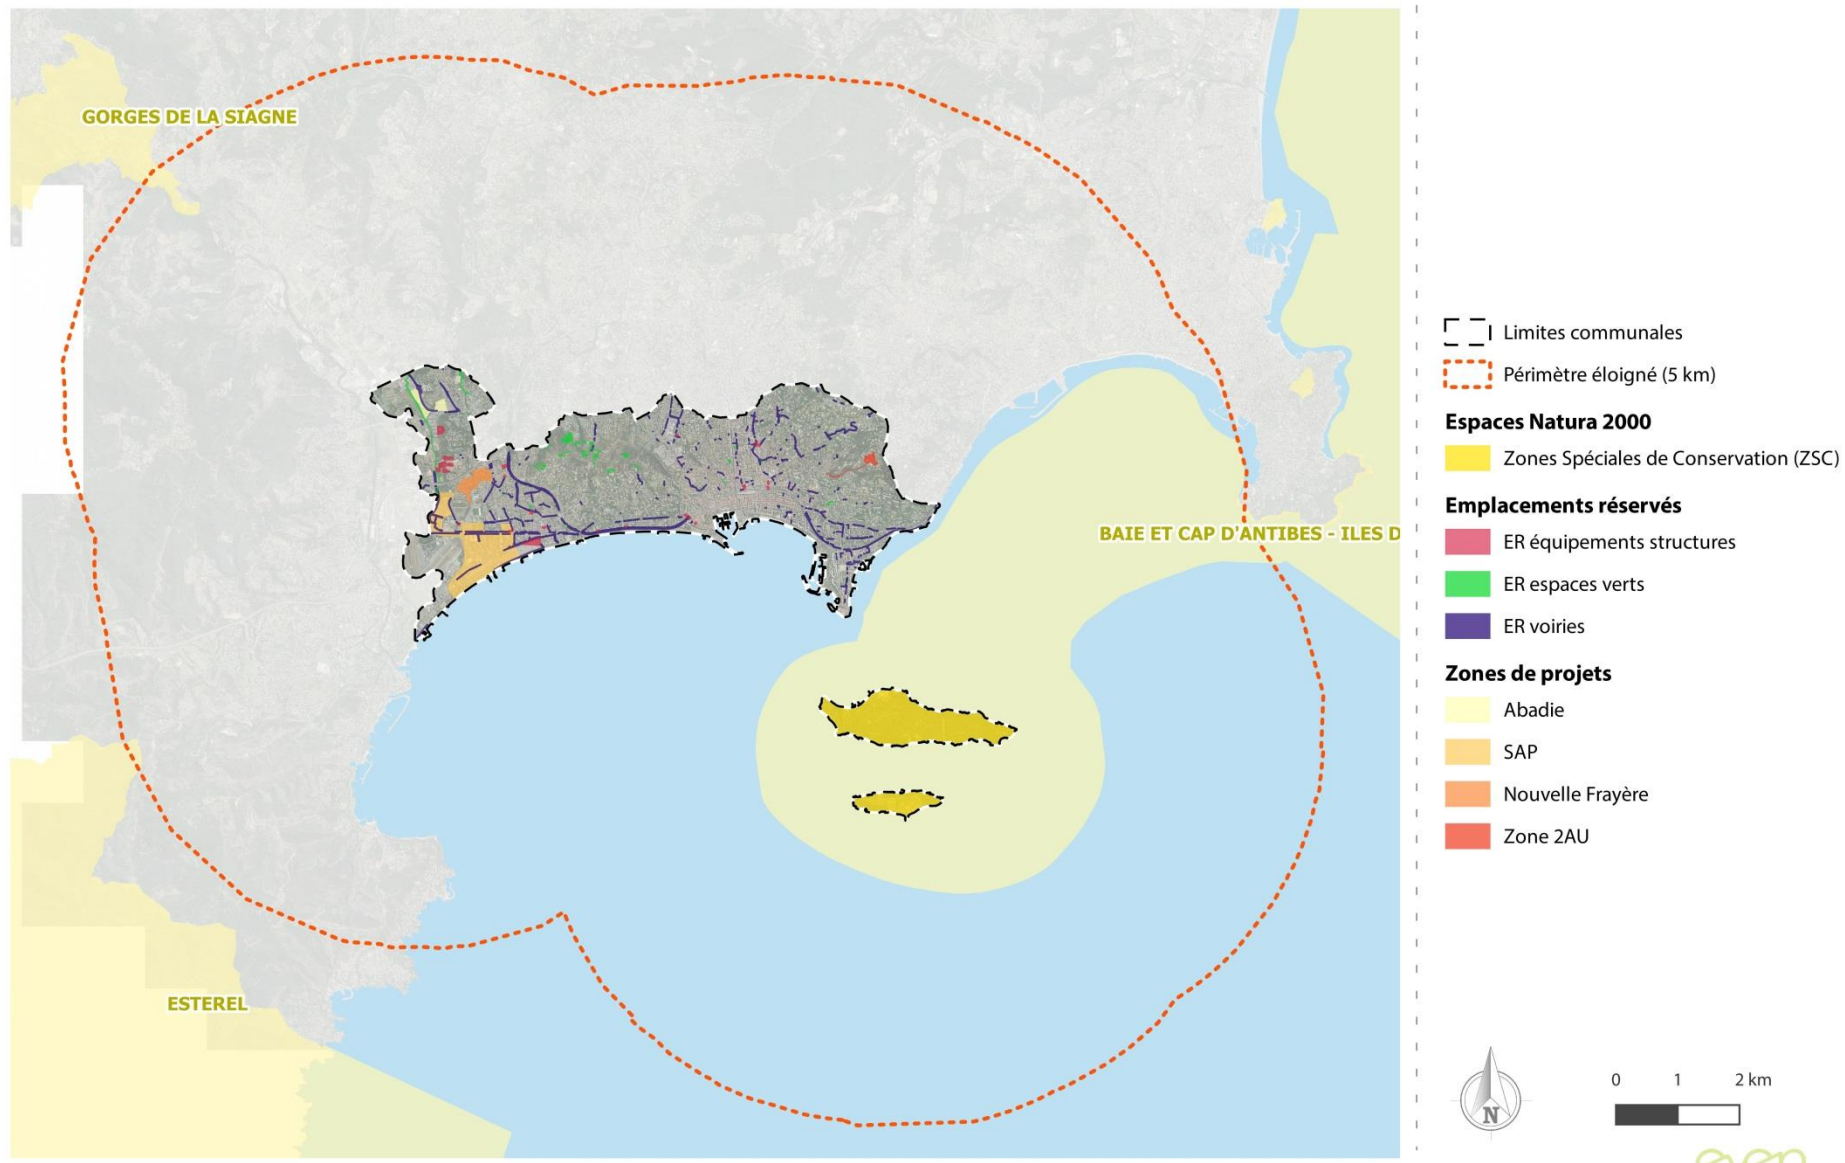 GORGES DE LA SIAGNE
BAIE ET CAP D'ANTIBES - ILES D
ESTEREL
Limites communales
Périmètre éloigné (5 km)
Espaces Natura 2000
Zones Spéciales de Conservation (ZSC)
Emplacements réservés
ER équipements structures
ER espaces verts
ER voiries
Zones de projets
Abadie
SAP
Nouvelle Frayère
Zone 2AU
N
0 1 2 km
even